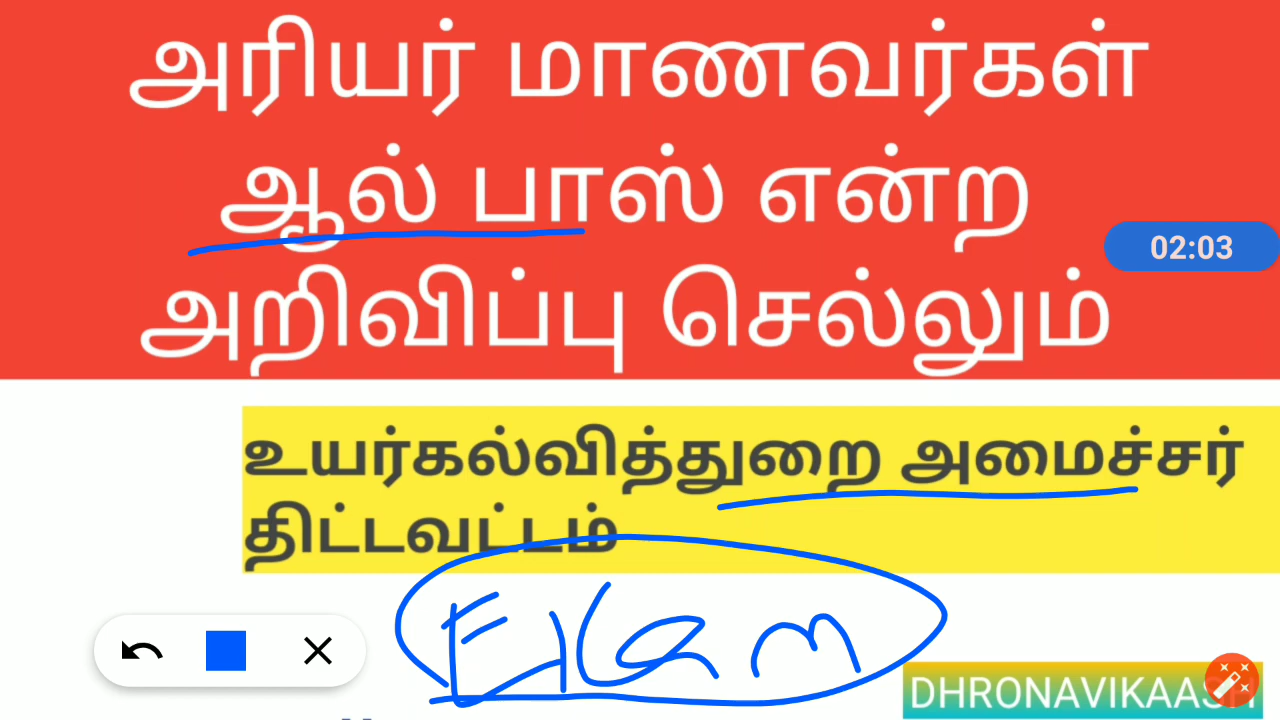 அரியர் மாணவர்கள்
ஆல் பாஸ் என்ற
02:03
அறிவிப்பு செல்லும்
உயர்கல்வித்துறை அமைச்சர்
திட்டவட்டம்
Exam
DHRONAVIKAASH